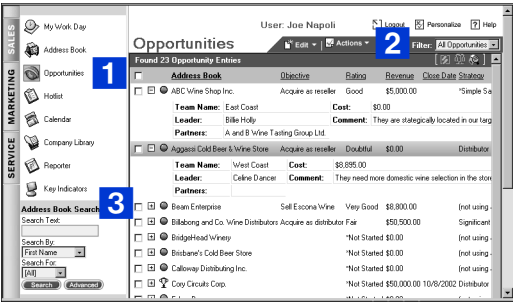 User: Joe Napoli
Logout Personalize Help
SALES
MARKETING
SERVICE
My Work Day
Address Book
Opportunities
Hotlist
Calendar
Company Library
Reporter
Key Indicators
1
2
3
Address Book Search
Search Text:
Search By:
First Name
Search For:
[All]
Search Advanced
Opportunities
Edit Actions Filter: All Opportunities
Found 23 Opportunity Entries
Address Book Objective Rating Revenue Close Date Strategy
ABC Wine Shop Inc. Acquire as reseller Good $5,000.00 *Simple Sa
Team Name: East Coast Cost: $0.00
Leader: Billie Holly Comment: They are stategically located in our targ
Partners: A and B Wine Tasting Group Ltd.
Aggassi Cold Beer & Wine Store Acquire as reseller Doubtful $0.00 Distributor
Team Name: West Coast Cost: $8,895.00
Leader: Celine Dancer Comment: They need more domestic wine selection in the store
Partners:
Beam Enterprise Sell Escona Wine Very Good $8,800.00 (not using
Billabong and Co. Wine Distributors Acquire as distributor Fair $50,500.00 Significant
BridgeHead Winery *Not Started $0.00 (not using
Brisbane's Cold Beer Store *Not Started $0.00 (not using
Calloway Distributing Inc. *Not Started $0.00 (not using
Cory Circuits Corp. *Not Started $50,000.00 10/8/2002 Distributor